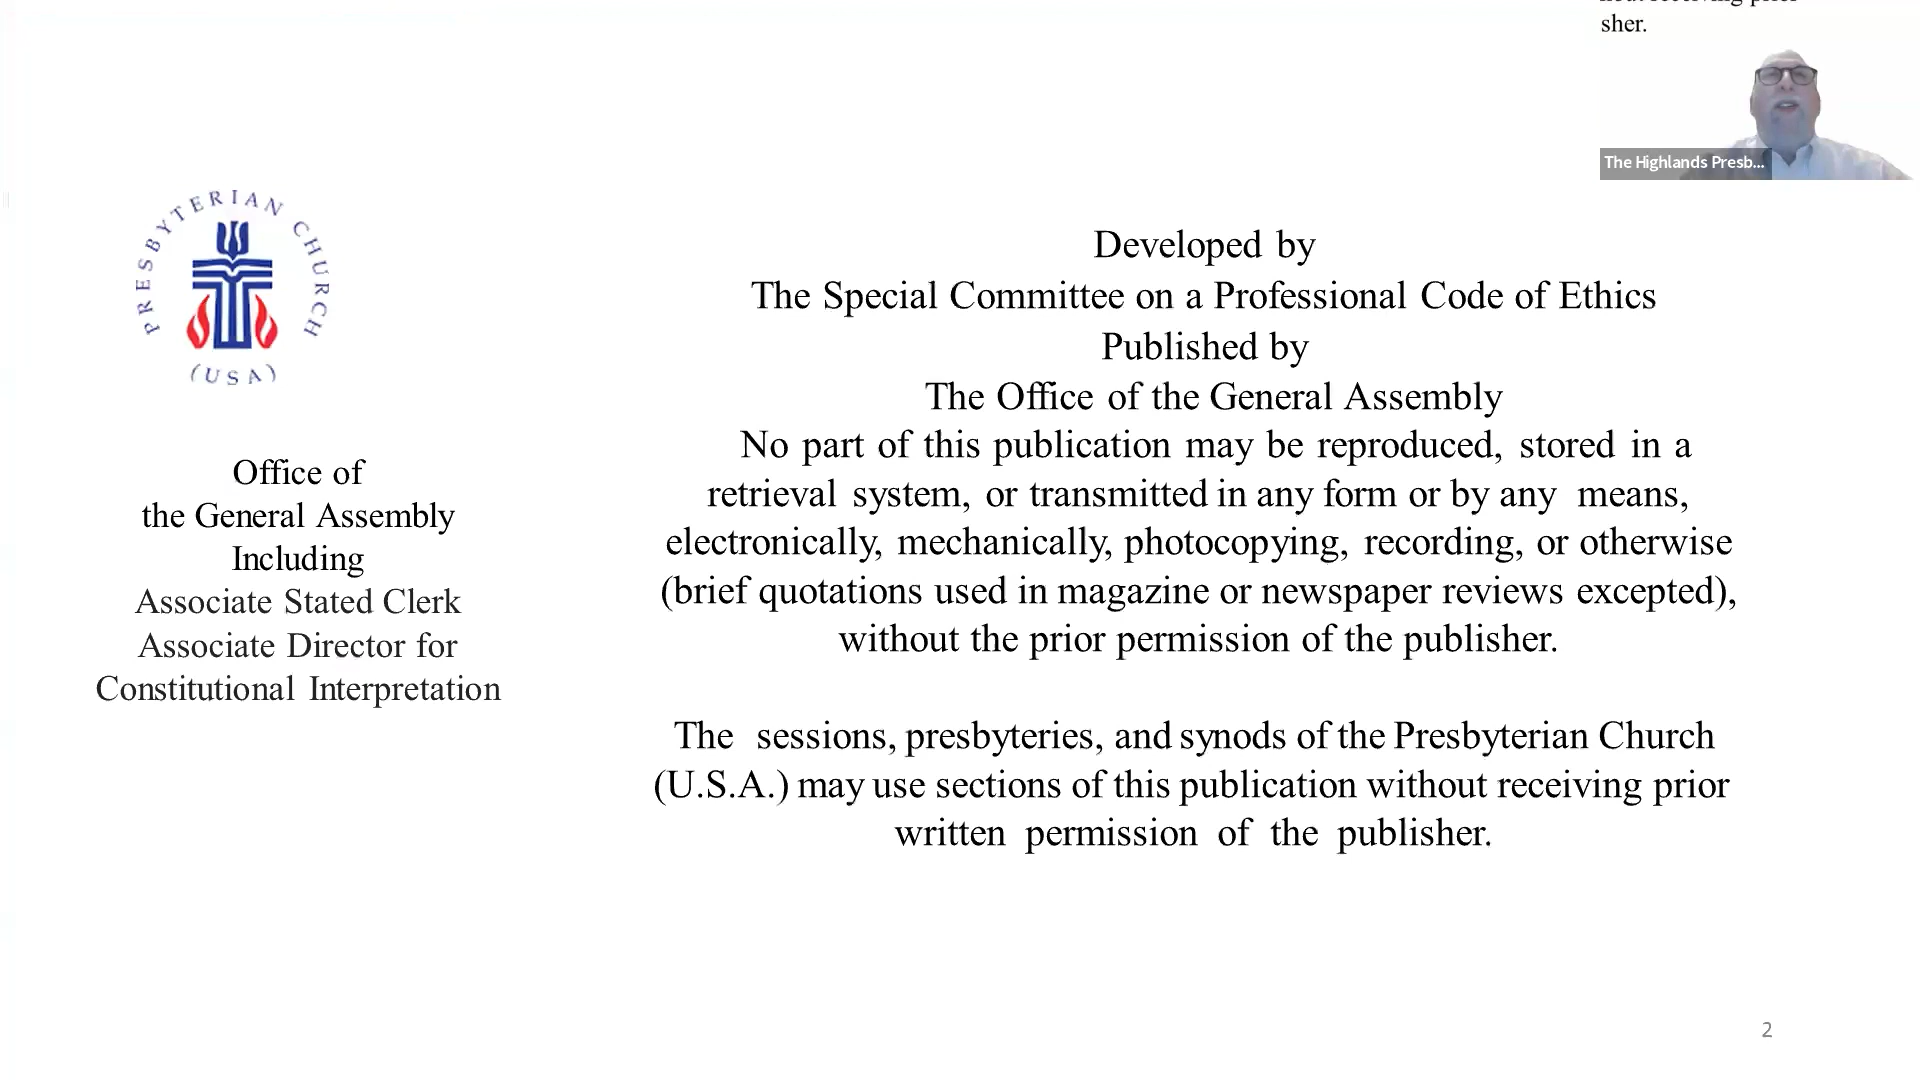 sher.
The Highlands Presb...
PRESBYTERIAN CHURCH
(USA)
Office of
the General Assembly
Including
Associate Stated Clerk
Associate Director for
Constitutional Interpretation
Developed by
The Special Committee on a Professional Code of Ethics
Published by
The Office of the General Assembly
No part of this publication may be reproduced, stored in a
retrieval system, or transmitted in any form or by any means,
electronically, mechanically, photocopying, recording, or otherwise
(brief quotations used in magazine or newspaper reviews excepted),
without the prior permission of the publisher.
The sessions, presbyteries, and synods of the Presbyterian Church
(U.S.A.) may use sections of this publication without receiving prior
written permission of the publisher.
2